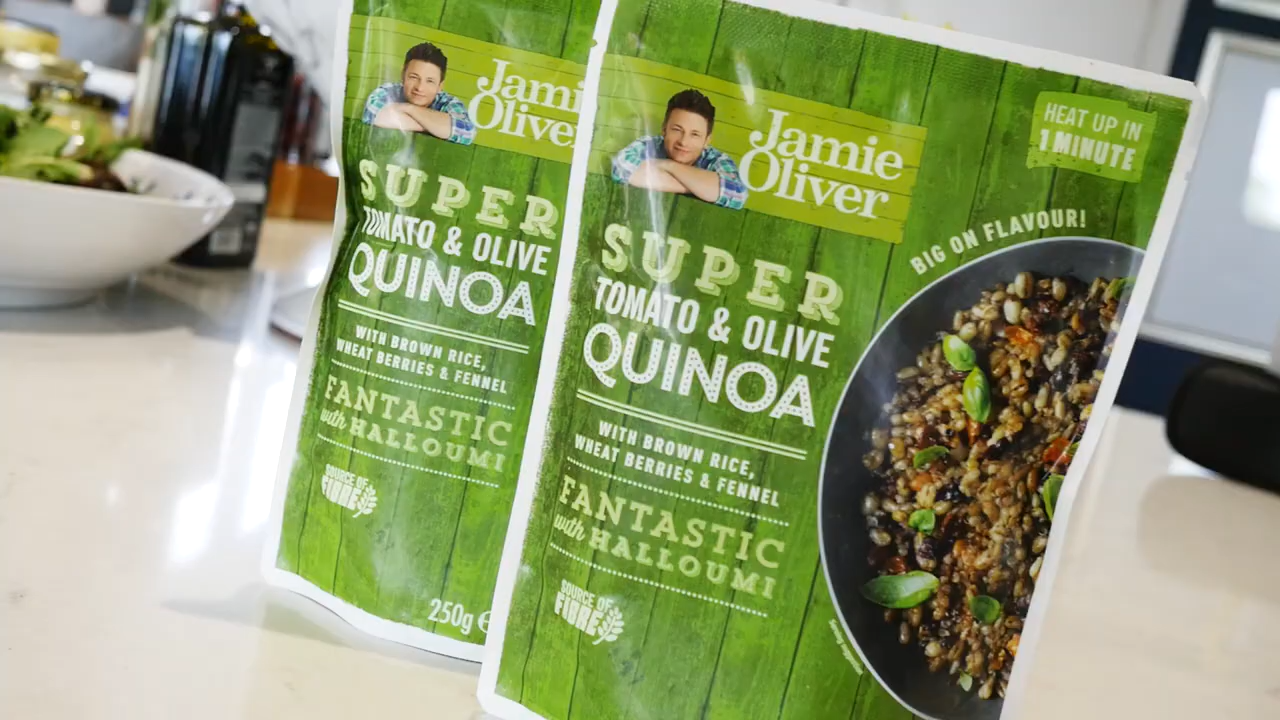 Jamie
Oliver
SUPER
TOMATO & OLIVE
QUINOA
WITH BROWN RICE,
WHEAT BERRIES & FENNEL
FANTASTIC
with HALLOUMI
SOURCE OF
FIBRE
250g e
Jamie
Oliver
HEAT UP IN
1 MINUTE
BIG ON FLAVOUR!
SUPER
TOMATO & OLIVE
QUINOA
WITH BROWN RICE,
WHEAT BERRIES & FENNEL
FANTASTIC
with HALLOUMI
SOURCE OF
FIBRE